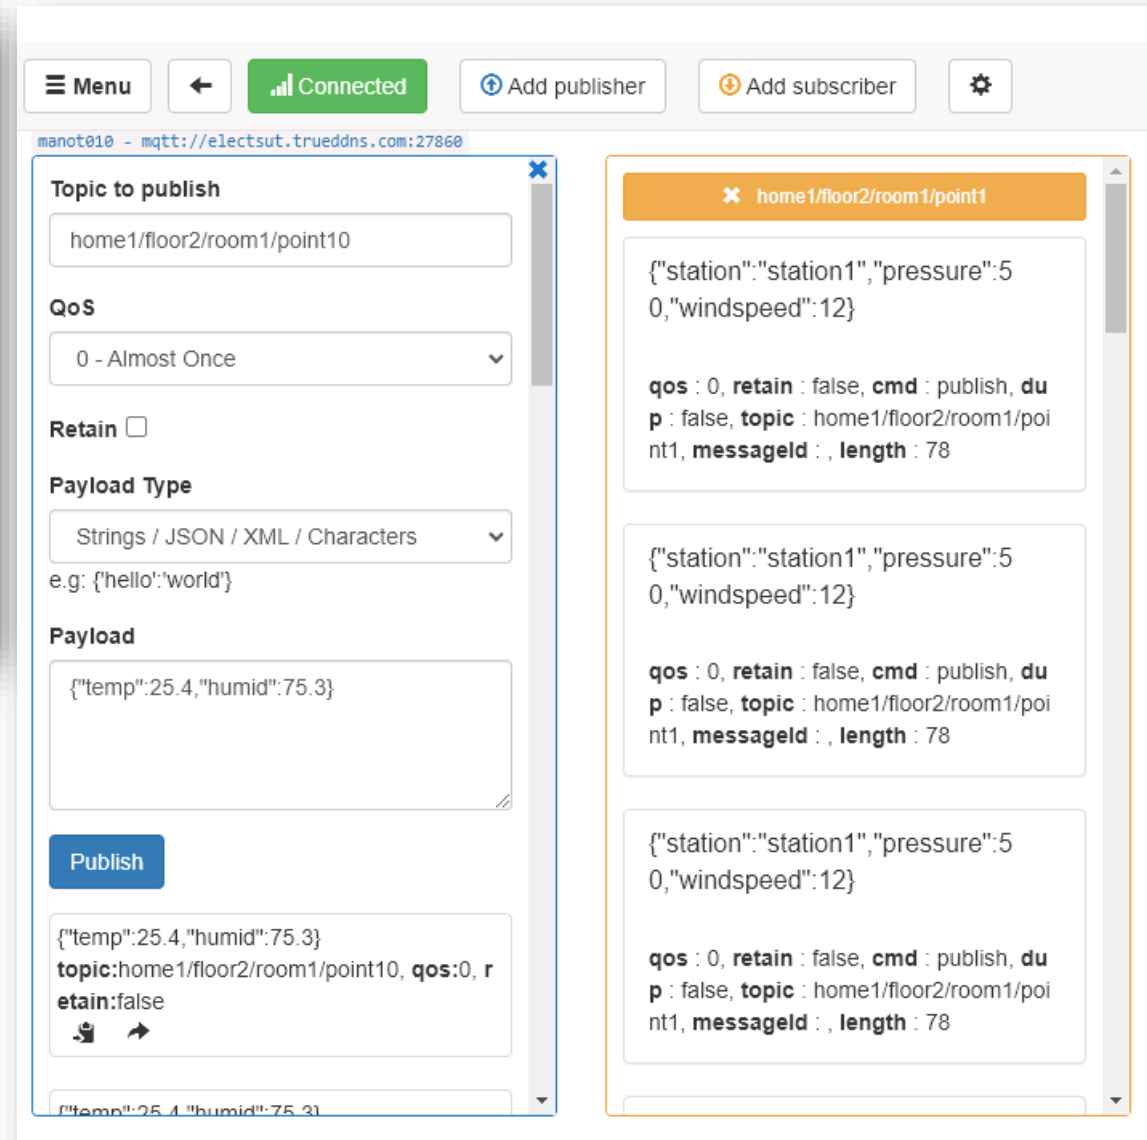 Menu
Connected
Add publisher
Add subscriber
manot010 - mqtt://electsut.trueddns.com:27860
Topic to publish
home1/floor2/room1/point10
QoS
0 - Almost Once
Retain
Payload Type
Strings / JSON / XML / Characters
e.g: {'hello':'world'}
Payload
{"temp":25.4,"humid":75.3}
Publish
{"temp":25.4,"humid":75.3}
topic:home1/floor2/room1/point10, qos:0, r
etain:false
{"temp":25.4,"humid":75.3}
home1/floor2/room1/point1
{"station":"station1","pressure":5
0,"windspeed":12}
qos : 0, retain : false, cmd : publish, du
p : false, topic : home1/floor2/room1/poi
nt1, messageId : , length : 78
{"station":"station1","pressure":5
0,"windspeed":12}
qos : 0, retain : false, cmd : publish, du
p : false, topic : home1/floor2/room1/poi
nt1, messageId : , length : 78
{"station":"station1","pressure":5
0,"windspeed":12}
qos : 0, retain : false, cmd : publish, du
p : false, topic : home1/floor2/room1/poi
nt1, messageId : , length : 78